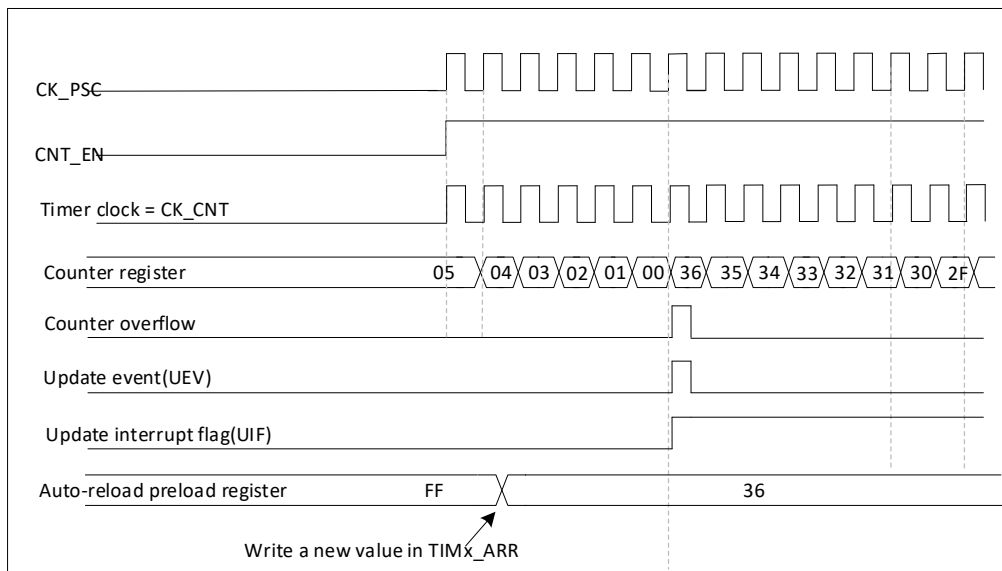 CK_PSC
CNT_EN
Timer clock = CK_CNT
Counter register 05 04 03 02 01 00 36 35 34 33 32 31 30 2F
Counter overflow
Update event(UEV)
Update interrupt flag(UIF)
Auto-reload preload register FF 36
Write a new value in TIMx_ARR